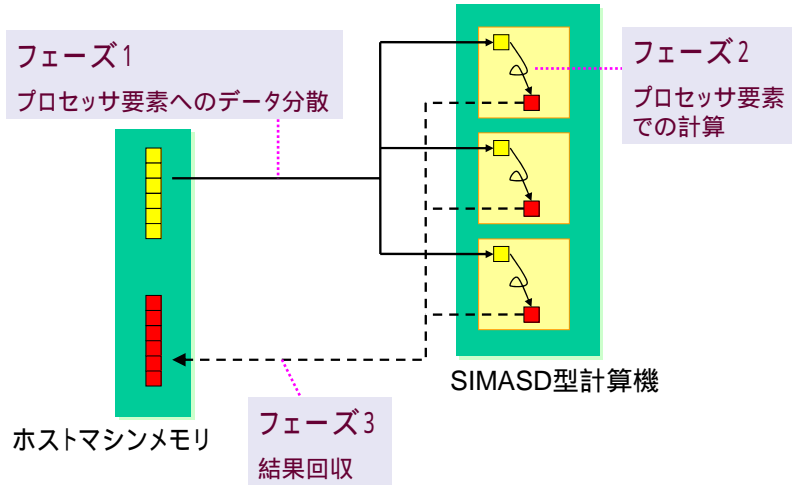 フェーズ1
プロセッサ要素へのデータ分散
フェーズ2
プロセッサ要素
での計算
SIMASD型計算機
ホストマシンメモリ
フェーズ3
結果回収